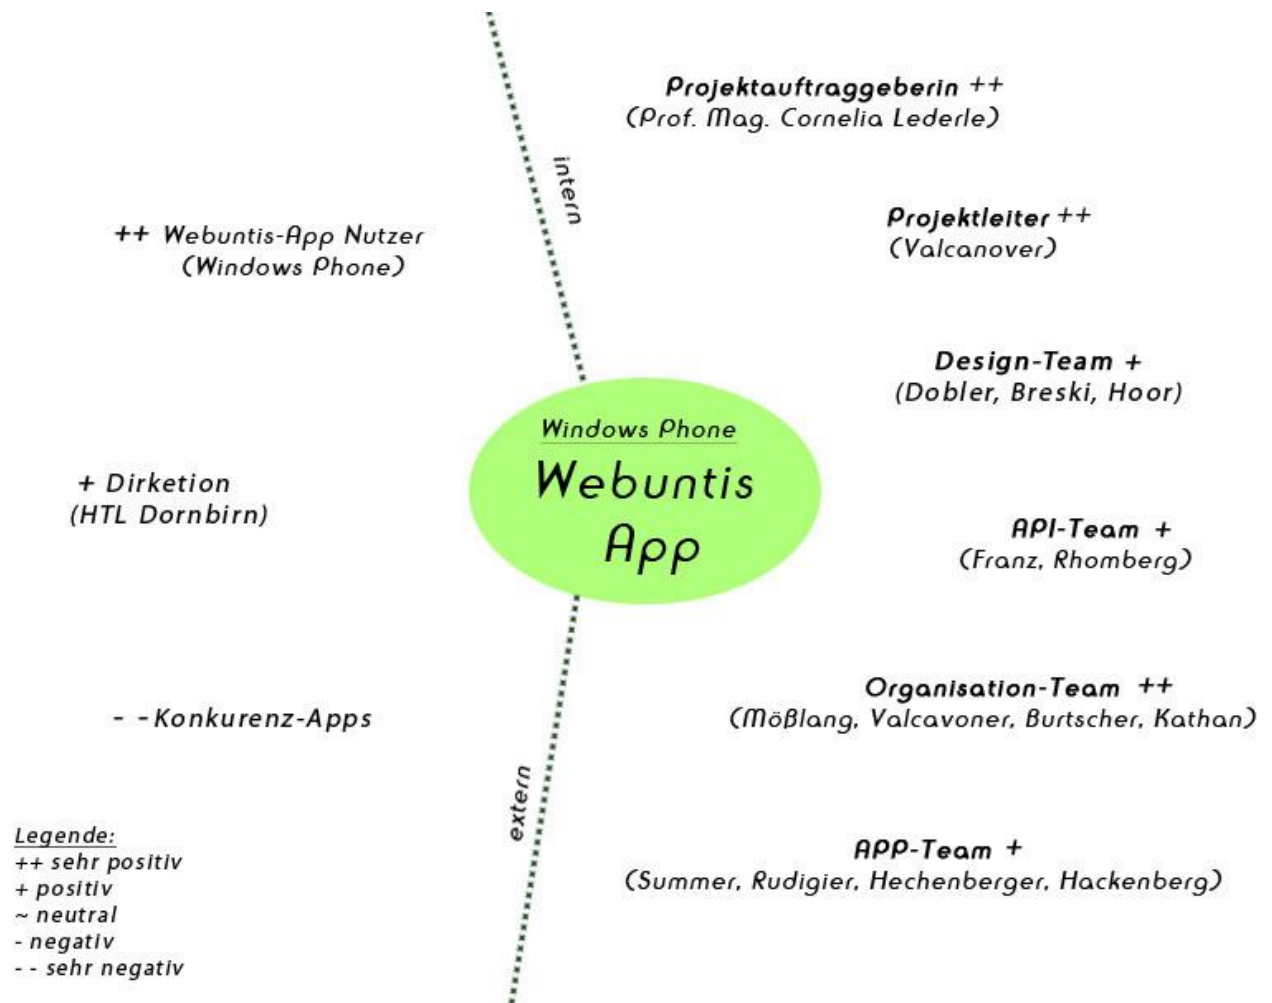 Projektauftraggeberin ++
(Prof. Mag. Cornelia Lederle)
intern
Projektleiter ++
(Valcanover)
++ Webuntis-App Nutzer
(Windows Phone)
Design-Team +
(Dobler, Breski, Hoor)
Windows Phone
Webuntis
App
+ Dirketion
(HTL Dornbirn)
API-Team +
(Franz, Rhomberg)
Organisation-Team ++
(Mößlang, Valcavoner, Burtscher, Kathan)
- - Konkurenz-Apps
extern
APP-Team +
(Summer, Rudigier, Hechenberger, Hackenberg)
Legende:
++ sehr positiv
+ positiv
~ neutral
- negativ
- - sehr negativ